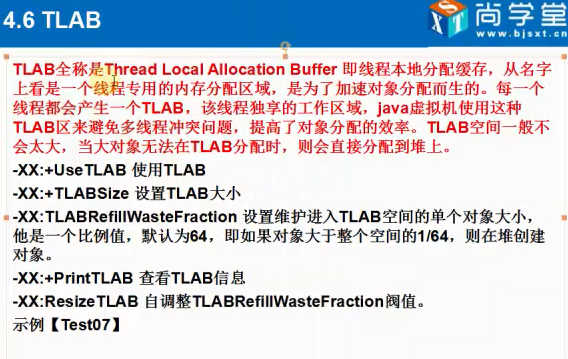 4.6 TLAB
尚学堂
www.bjsxt.cn
TLAB全称是Thread Local Allocation Buffer 即线程本地分配缓存，从名字
上看是一个线程专用的内存分配区域，是为了加速对象分配而生的。每一个
线程都会产生一个TLAB，该线程独享的工作区域，java虚拟机使用这种
TLAB区来避免多线程冲突问题，提高了对象分配的效率。TLAB空间一般不
会太大，当大对象无法在TLAB分配时，则会直接分配到堆上。
-XX:+UseTLAB 使用TLAB
-XX:+TLABSize 设置TLAB大小
-XX:TLABRefillWasteFraction 设置维护进入TLAB空间的单个对象大小，
他是一个比例值，默认为64，即如果对象大于整个空间的1/64，则在堆创建
对象。
-XX:+PrintTLAB 查看TLAB信息
-XX:ResizeTLAB 自调整TLABRefillWasteFraction阀值。
示例【Test07】